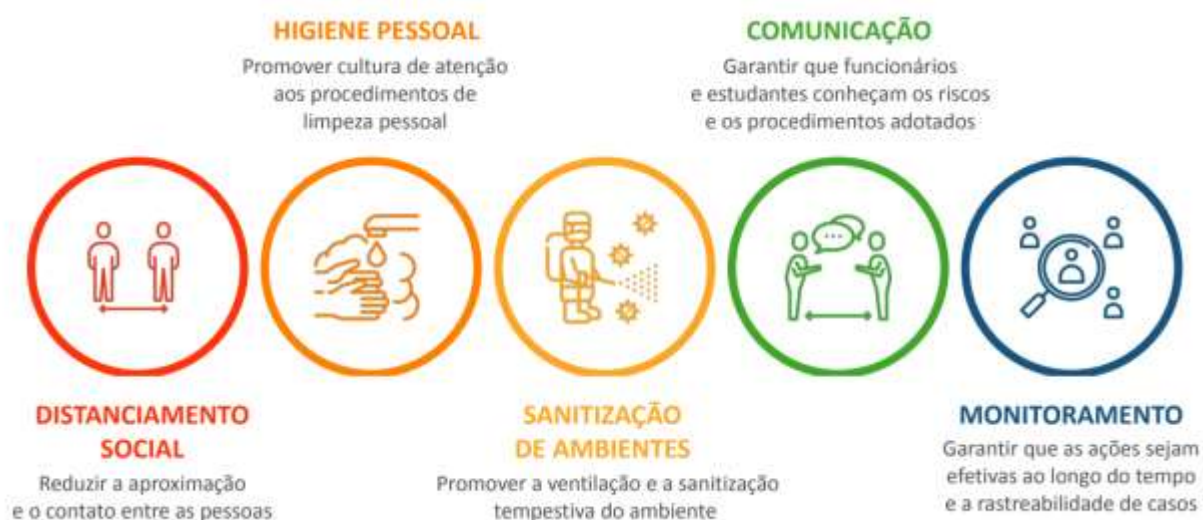 HIGIENE PESSOAL
Promover cultura de atenção
aos procedimentos de
limpeza pessoal
COMUNICAÇÃO
Garantir que funcionários
e estudantes conheçam os riscos
e os procedimentos adotados
DISTANCIAMENTO
SOCIAL
Reduzir a aproximação
e o contato entre as pessoas
SANITIZAÇÃO
DE AMBIENTES
Promover a ventilação e a sanitização
tempestiva do ambiente
MONITORAMENTO
Garantir que as ações sejam
efetivas ao longo do tempo
e a rastreabilidade de casos